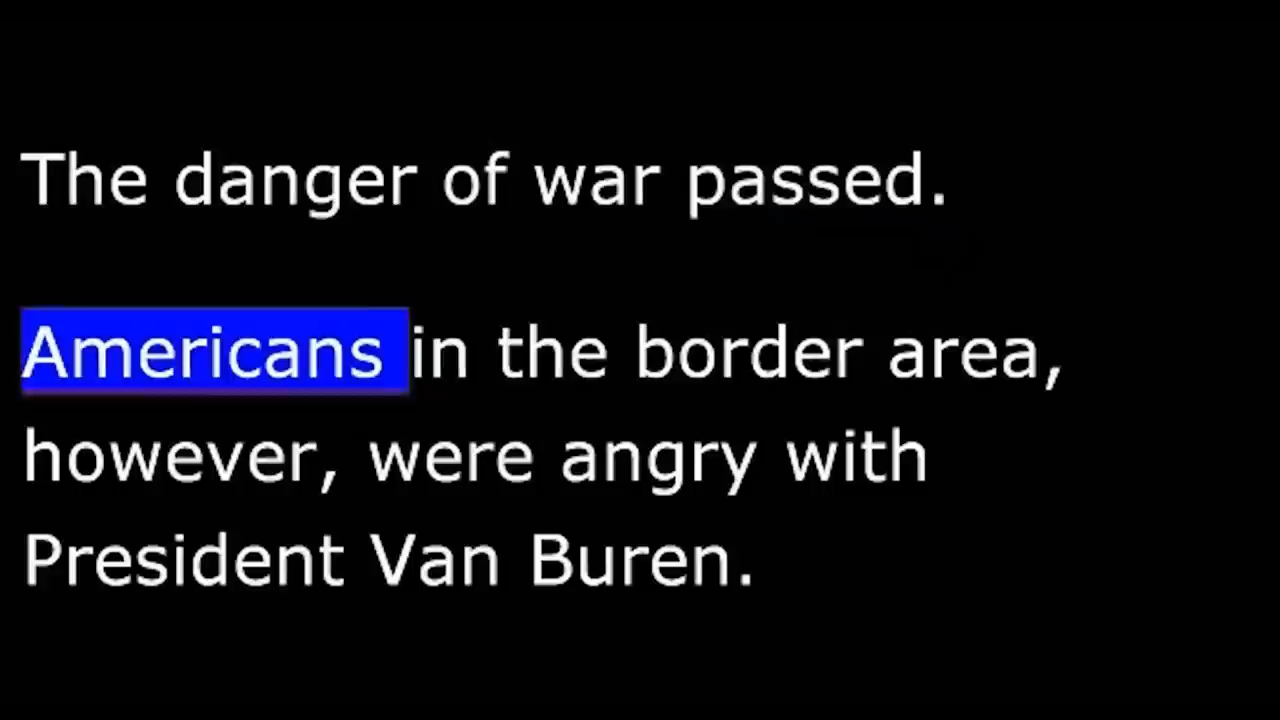 The danger of war passed.
Americans in the border area,
however, were angry with
President Van Buren.